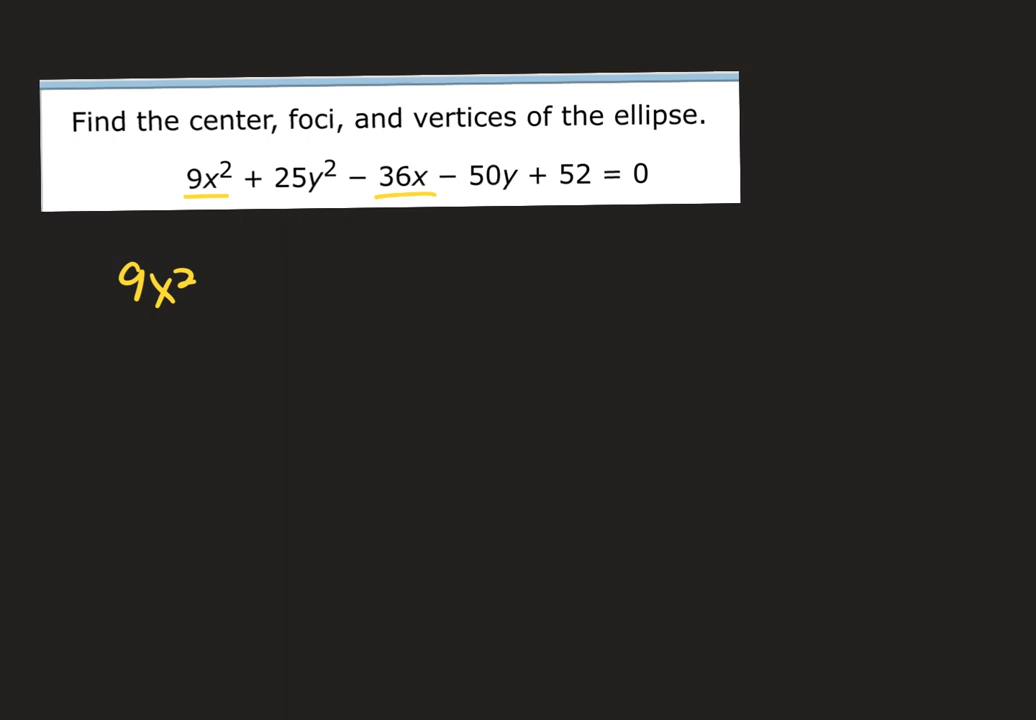 Find the center, foci, and vertices of the ellipse.
9x² + 25y² − 36x − 50y + 52 = 0
9x²